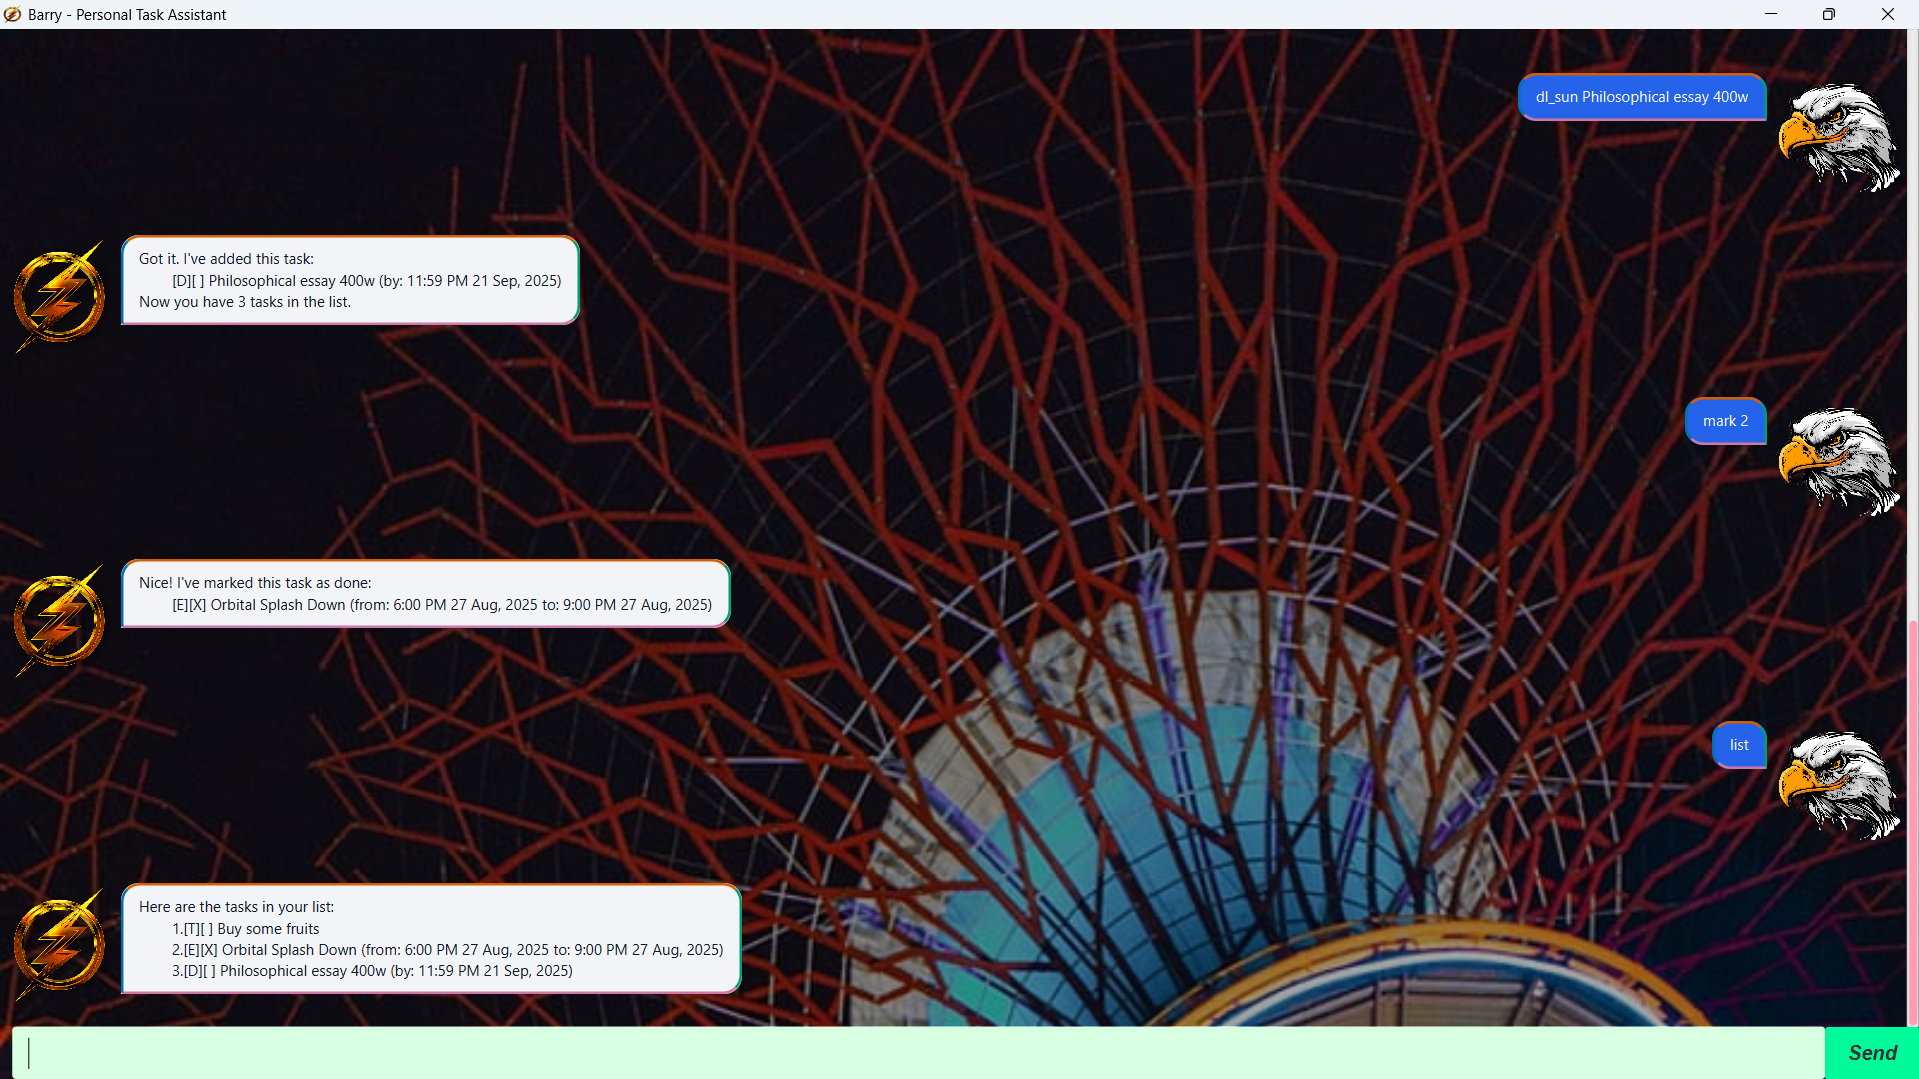 Barry - Personal Task Assistant
dl_sun Philosophical essay 400w
Got it. I've added this task:
[D][ ] Philosophical essay 400w (by: 11:59 PM 21 Sep, 2025)
Now you have 3 tasks in the list.
mark 2
Nice! I've marked this task as done:
[E][X] Orbital Splash Down (from: 6:00 PM 27 Aug, 2025 to: 9:00 PM 27 Aug, 2025)
list
Here are the tasks in your list:
1.[T][ ] Buy some fruits
2.[E][X] Orbital Splash Down (from: 6:00 PM 27 Aug, 2025 to: 9:00 PM 27 Aug, 2025)
3.[D][ ] Philosophical essay 400w (by: 11:59 PM 21 Sep, 2025)
Send